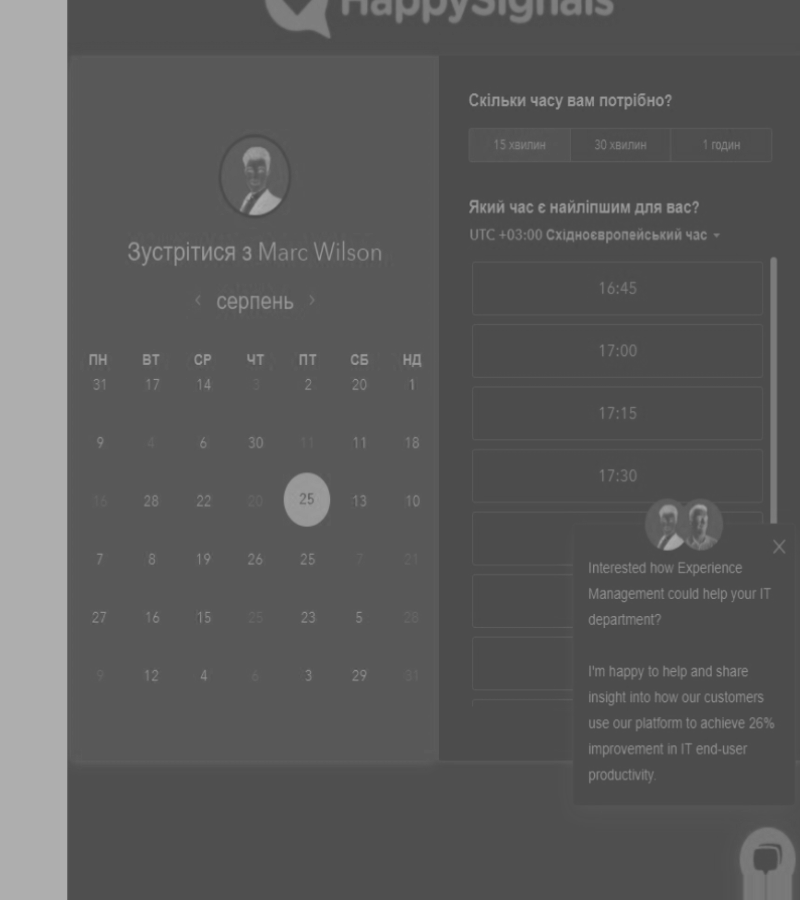 HappySignals
Зустрітися з Marc Wilson
серпень
ПН ВТ СР ЧТ ПТ СБ НД
31 17 14 3 2 20 1
9 4 6 30 11 11 18
16 28 22 20 25 13 10
7 8 19 26 25 7 21
27 16 15 25 23 5 28
9 12 4 6 3 29 31
Скільки часу вам потрібно?
15 хвилин 30 хвилин 1 годин
Який час є найліпшим для вас?
UTC +03:00 Східноєвропейський час
16:45
17:00
17:15
17:30
Interested how Experience
Management could help your IT
department?
I'm happy to help and share
insight into how our customers
use our platform to achieve 26%
improvement in IT end-user
productivity.